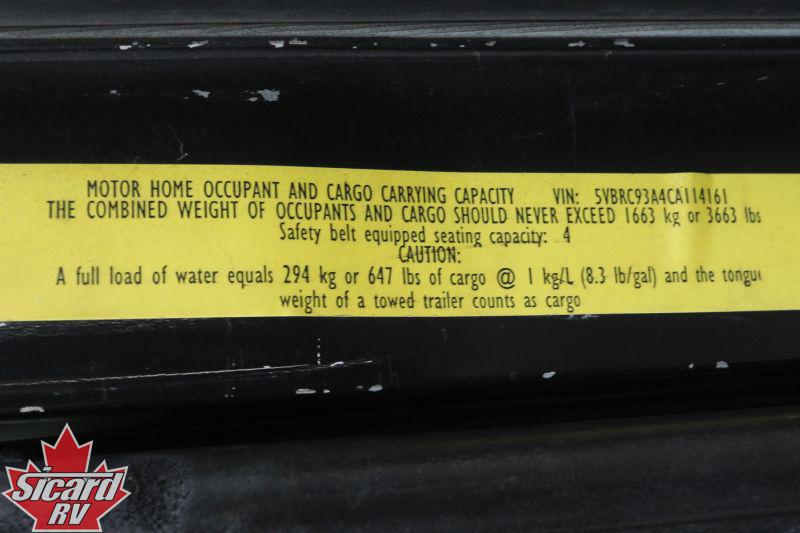 MOTOR HOME OCCUPANT AND CARGO CARRYING CAPACITY VIN: 5VBRC93A4CA114161
THE COMBINED WEIGHT OF OCCUPANTS AND CARGO SHOULD NEVER EXCEED 1663 kg or 3663 lbs
Safety belt equipped seating capacity: 4
CAUTION:
A full load of water equals 294 kg or 647 lbs of cargo @ 1 kg/L (8.3 lb/gal) and the tongue
weight of a towed trailer counts as cargo
Sicard
RV